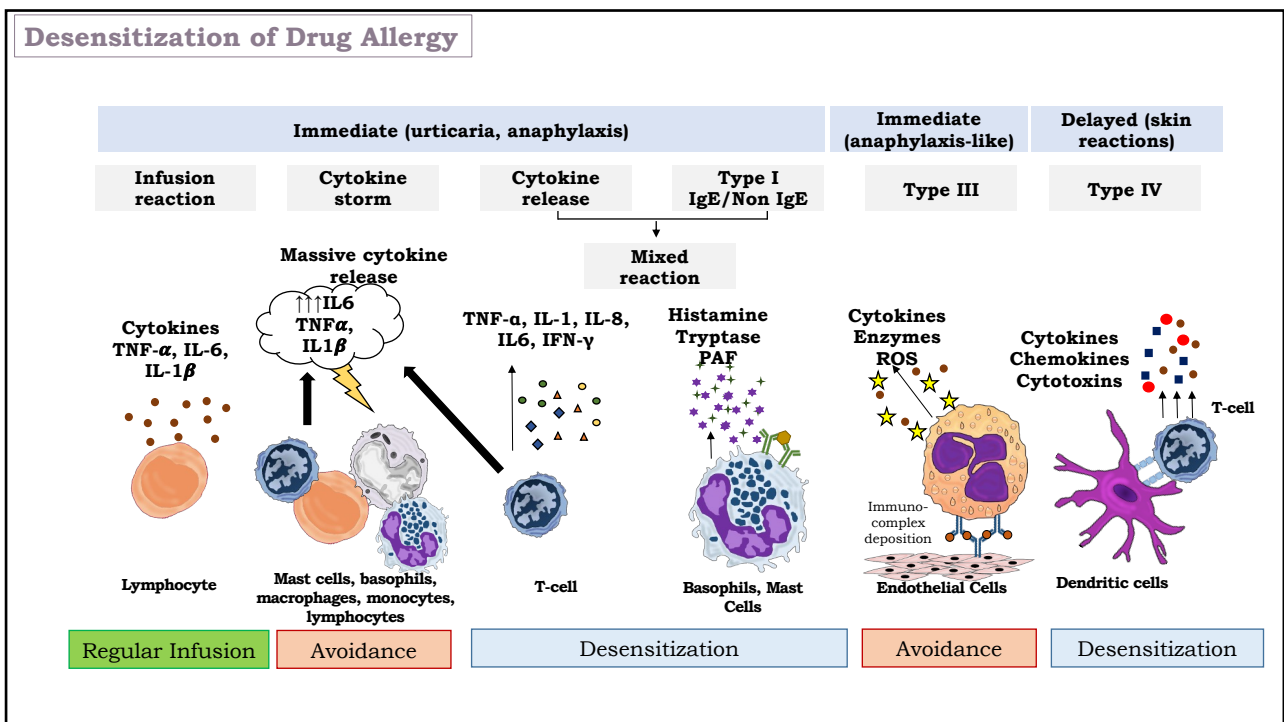 Desensitization of Drug Allergy
Immediate (urticaria, anaphylaxis)
Immediate
(anaphylaxis-like)
Delayed (skin
reactions)
Infusion
reaction
Cytokine
storm
Cytokine
release
Type I
IgE/Non IgE
Type III
Type IV
Mixed
reaction
Massive cytokine
release
↑↑↑IL6
TNFα,
IL1β
Cytokines
TNF-α, IL-6,
IL-1β
TNF-α, IL-1, IL-8,
IL6, IFN-γ
Histamine
Tryptase
PAF
Cytokines
Enzymes
ROS
Cytokines
Chemokines
Cytotoxins
T-cell
Immuno-
complex
deposition
Lymphocyte
Mast cells, basophils,
macrophages, monocytes,
lymphocytes
T-cell
Basophils, Mast
Cells
Endothelial Cells
Dendritic cells
Regular Infusion
Avoidance
Desensitization
Avoidance
Desensitization